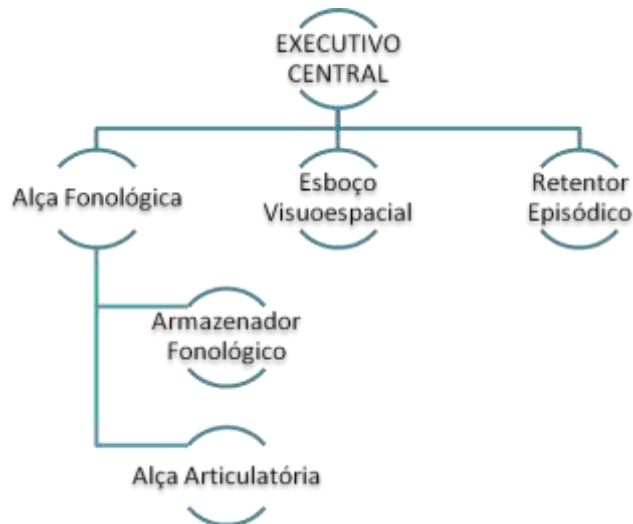 EXECUTIVO
CENTRAL
Alça Fonológica
Esboço
Visuoespacial
Retentor
Episódico
Armazenador
Fonológico
Alça Articulatória